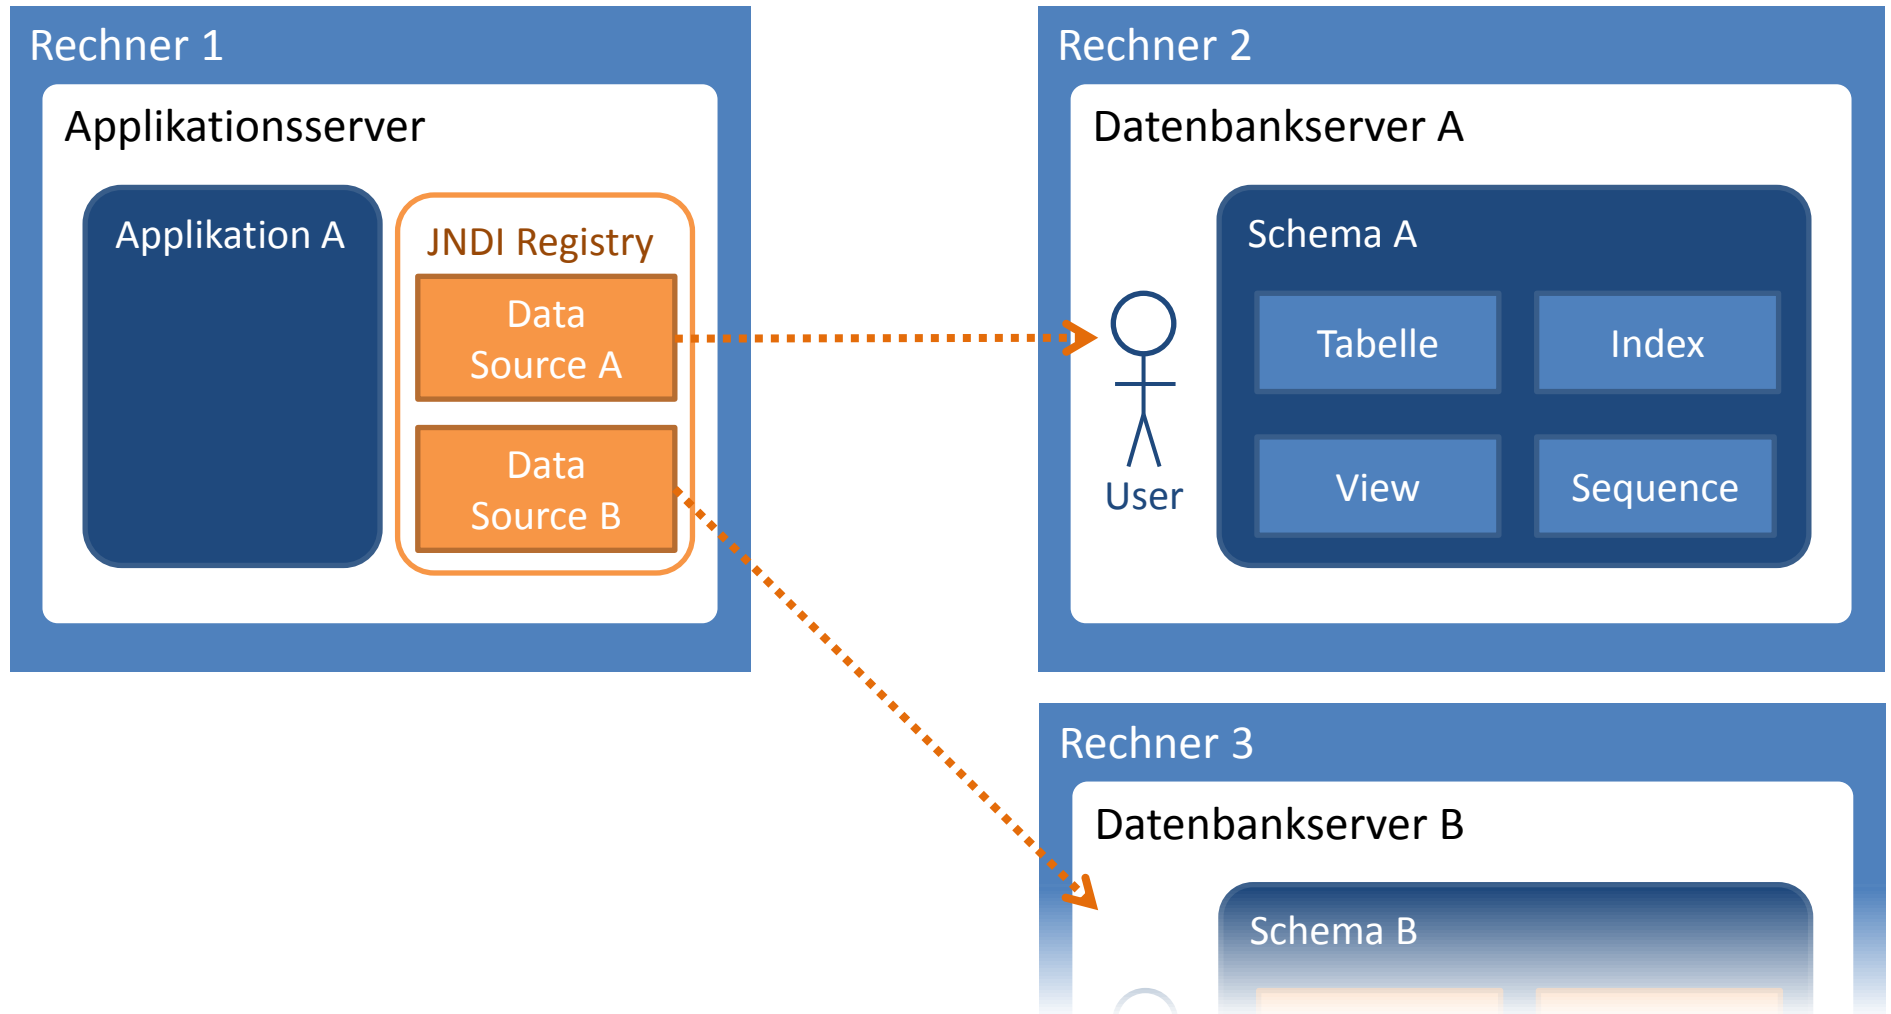 Rechner 1
Applikationsserver
Applikation A
JNDI Registry
Data
Source A
Data
Source B
Rechner 2
Datenbankserver A
User
Schema A
Tabelle
Index
View
Sequence
Rechner 3
Datenbankserver B
Schema B